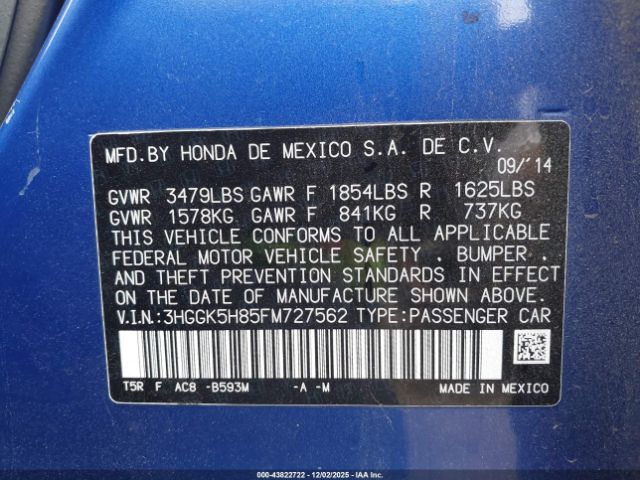 MFD.BY HONDA DE MEXICO S.A. DE C.V.
09/'14
GVWR 3479LBS GAWR F 1854LBS R 1625LBS
GVWR 1578KG GAWR F 841KG R 737KG
THIS VEHICLE CONFORMS TO ALL APPLICABLE
FEDERAL MOTOR VEHICLE SAFETY . BUMPER .
AND THEFT PREVENTION STANDARDS IN EFFECT
ON THE DATE OF MANUFACTURE SHOWN ABOVE.
V.I.N.:3HGGK5H85FM727562 TYPE:PASSENGER CAR
T5R F AC8 -B593M -A -M MADE IN MEXICO
000-43822722 - 12/02/2025 - IAAI.COM